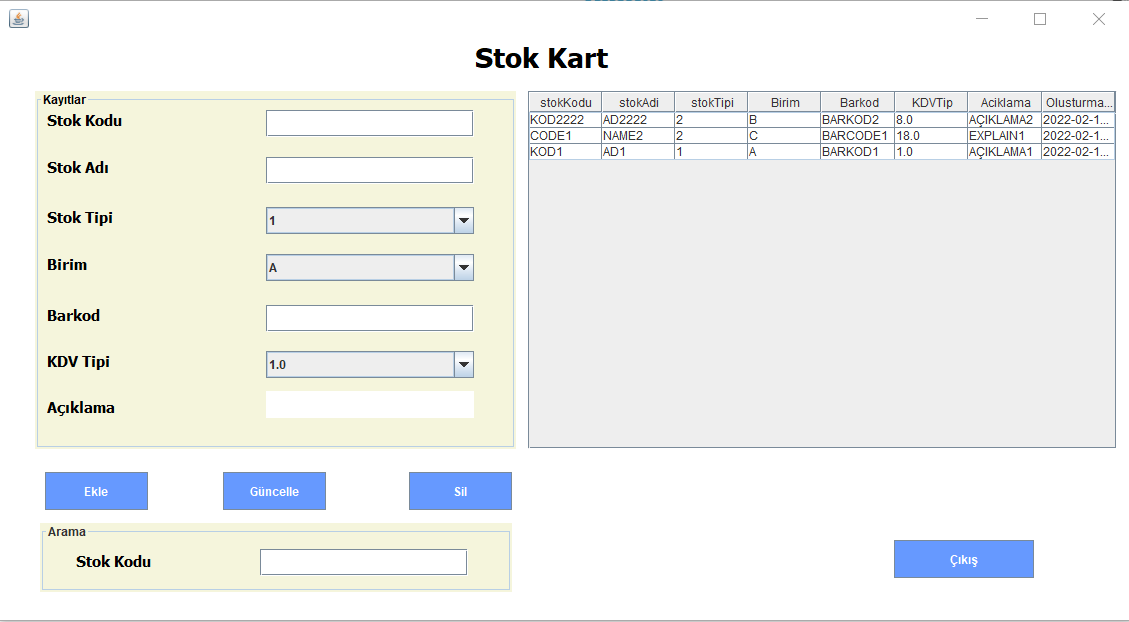 Stok Kart
Kayıtlar
Stok Kodu
Stok Adı
Stok Tipi
1
Birim
A
Barkod
KDV Tipi
1.0
Açıklama
stokKodu stokAdi stokTipi Birim Barkod KDVTip Aciklama Olusturma...
KOD2222 AD2222 2 B BARKOD2 8.0 AÇIKLAMA2 2022-02-1...
CODE1 NAME2 2 C BARCODE1 18.0 EXPLAIN1 2022-02-1...
KOD1 AD1 1 A BARKOD1 1.0 AÇIKLAMA1 2022-02-1...
Ekle Güncelle Sil
Arama
Stok Kodu
Çıkış